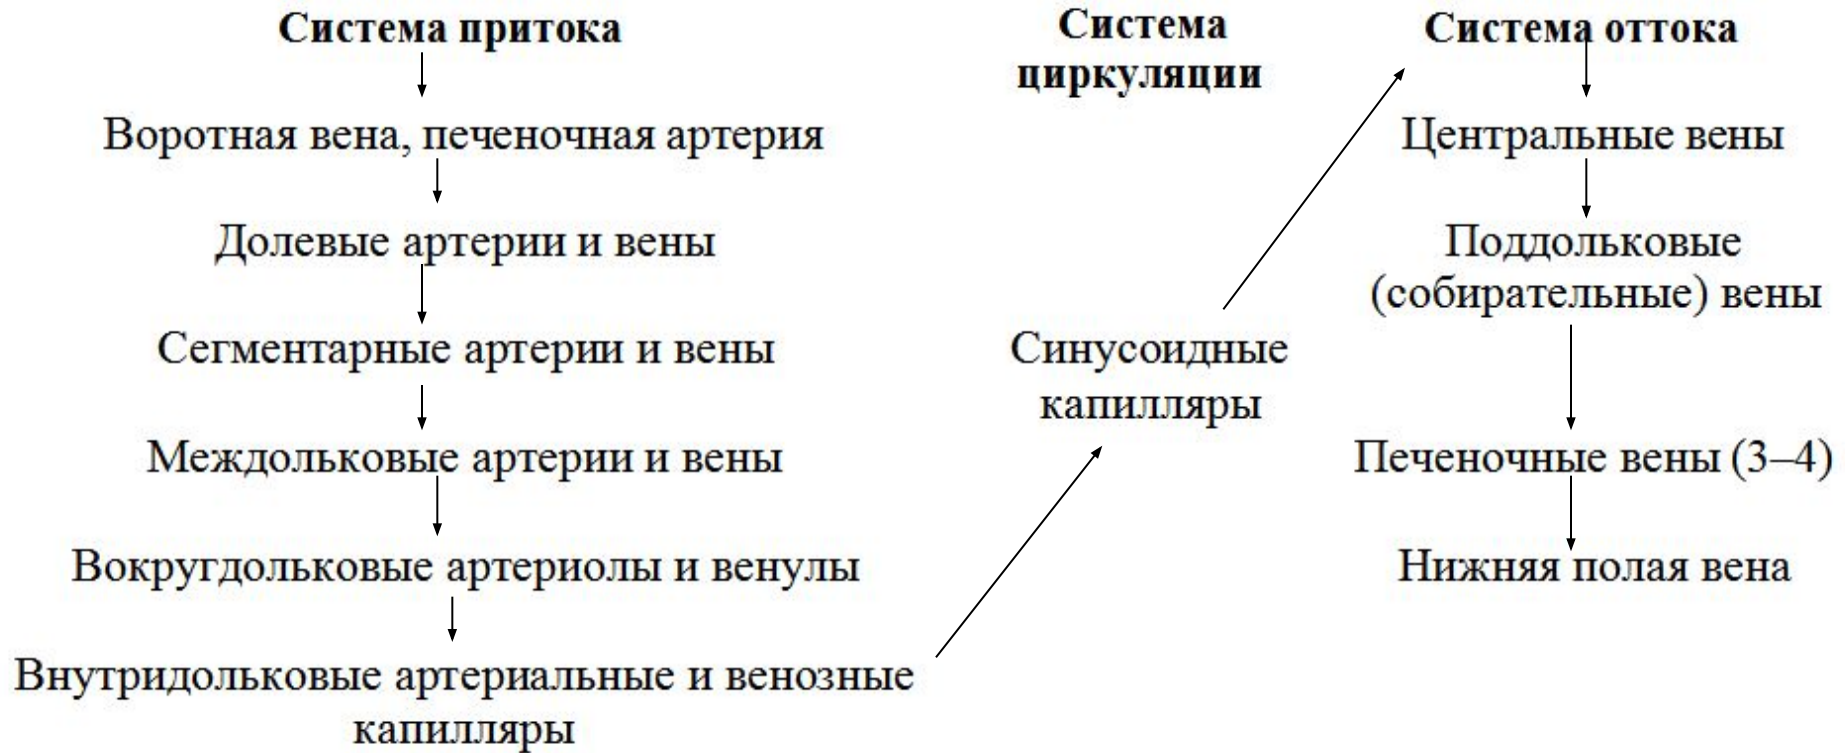 Система притока
Воротная вена, печеночная артерия
Долевые артерии и вены
Сегментарные артерии и вены
Междольковые артерии и вены
Вокругдольковые артериолы и венулы
Внутридольковые артериальные и венозные
капилляры
Система
циркуляции
Синусоидные
капилляры
Система оттока
Центральные вены
Поддольковые
(собирательные) вены
Печеночные вены (3–4)
Нижняя полая вена